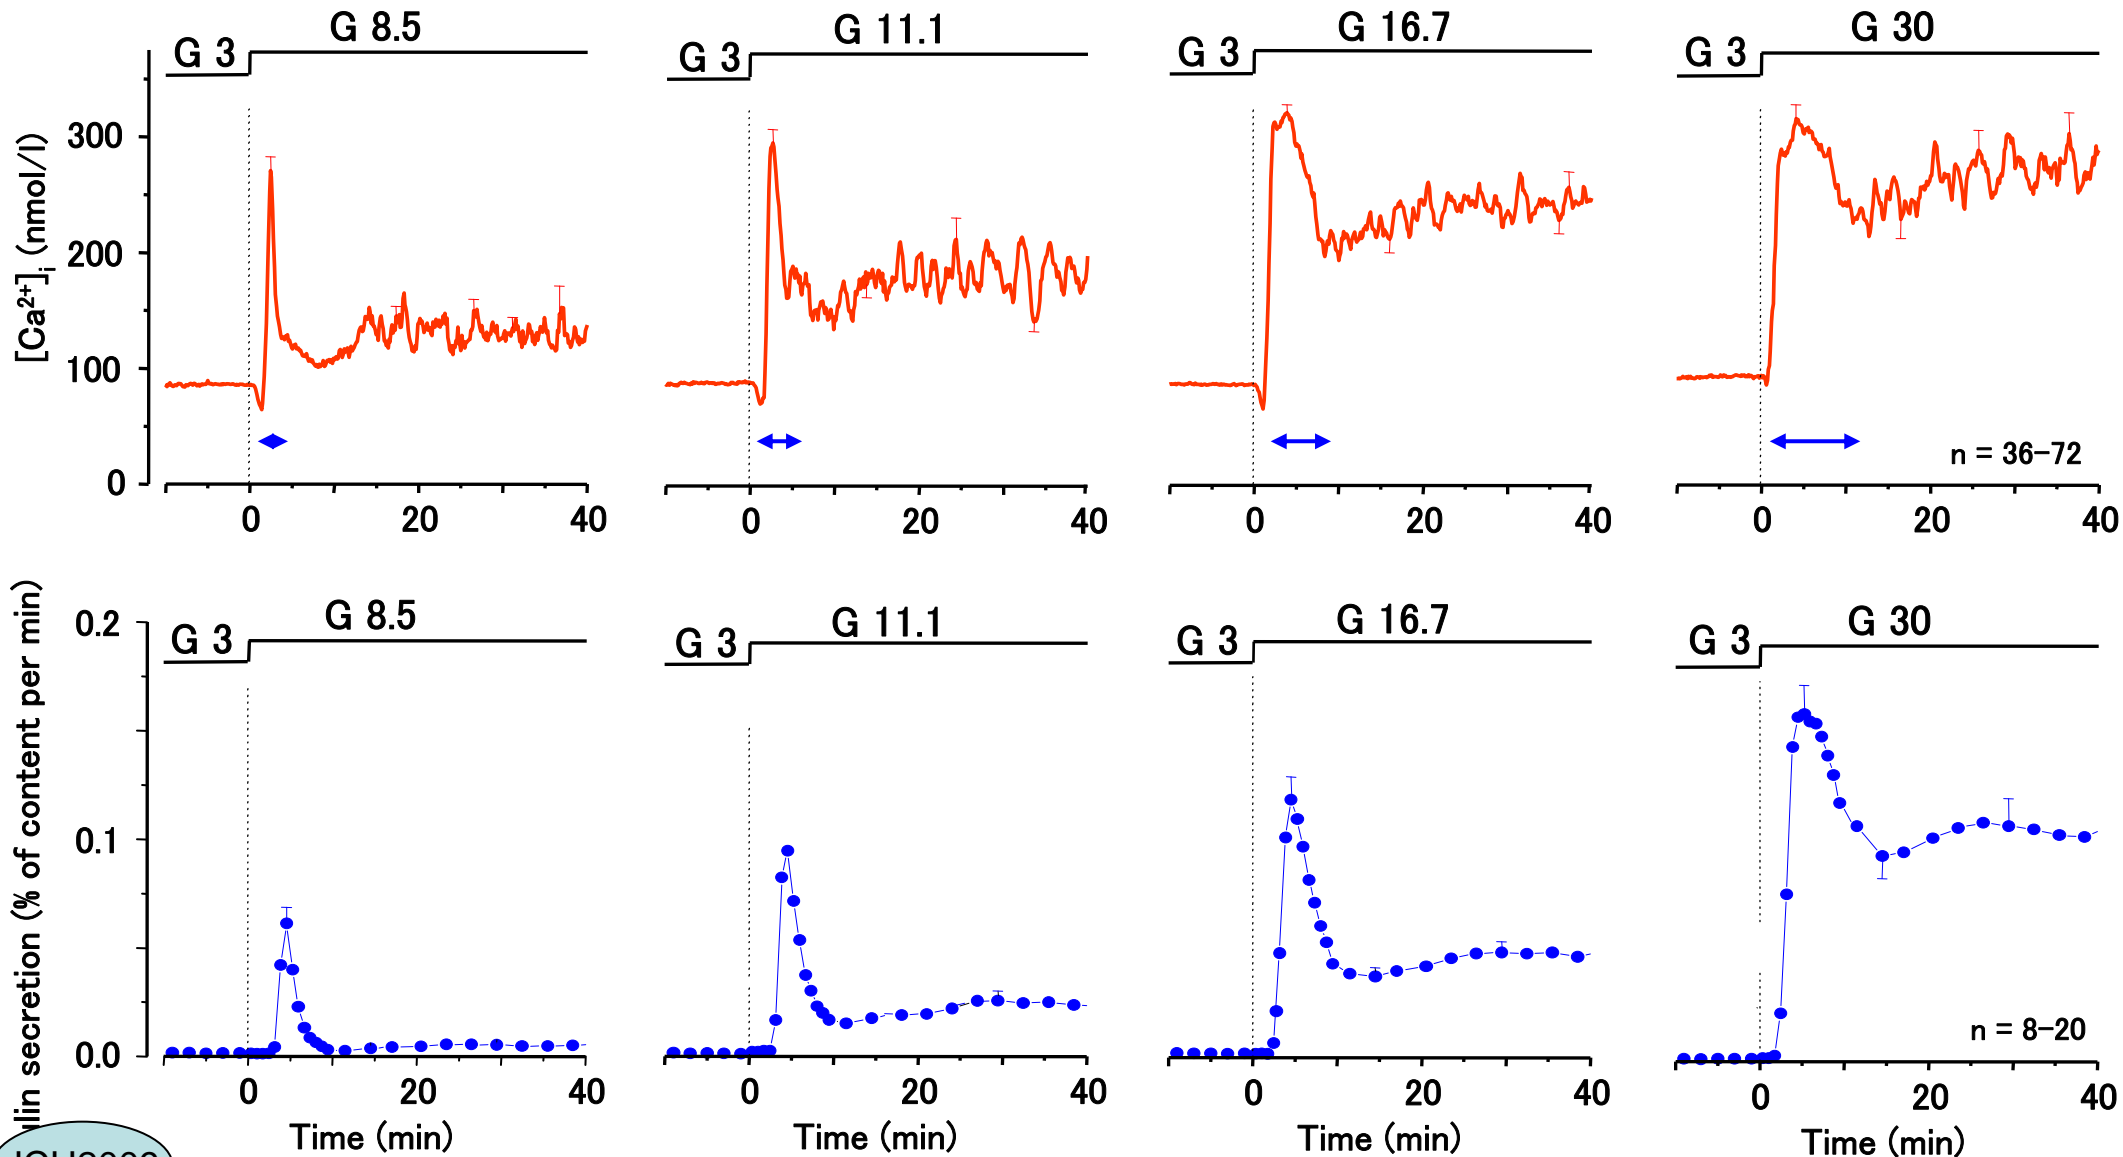 G 3
G 8.5
G 3
G 11.1
G 3
G 16.7
G 3
G 30
[Ca²⁺]ᵢ (nmol/l)
300
200
100
0
n = 36-72
0 20 40
0 20 40
0 20 40
0 20 40
secretion (% of content per min)
G 3
G 8.5
G 3
G 11.1
G 3
G 16.7
G 3
G 30
0.2
0.1
0.0
n = 8-20
0 20 40
0 20 40
0 20 40
0 20 40
Time (min)
Time (min)
Time (min)
Time (min)